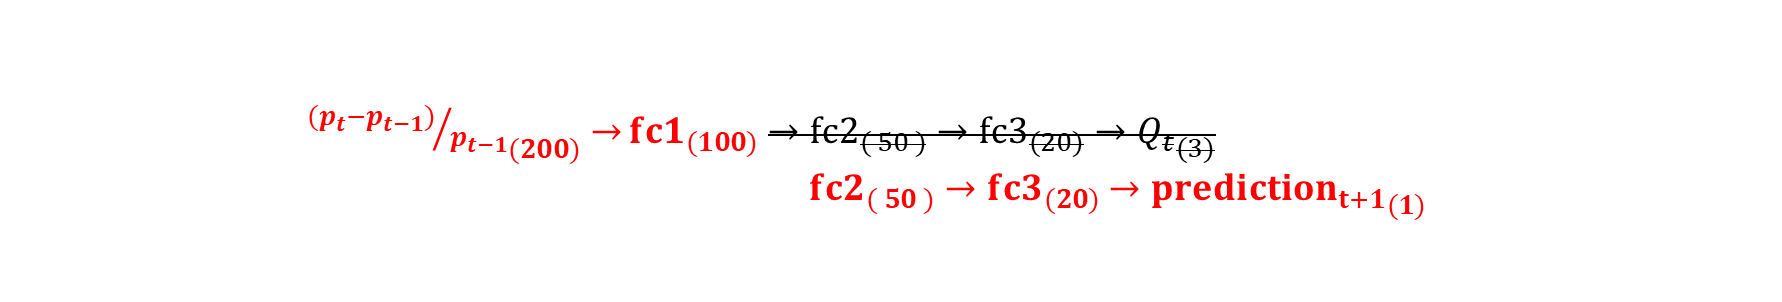 (pt−pt−1)/pt−1(200) → fc1(100) → fc2( 50 ) → fc3(20) → Qt(3)
fc2( 50 ) → fc3(20) → predictiont+1(1)